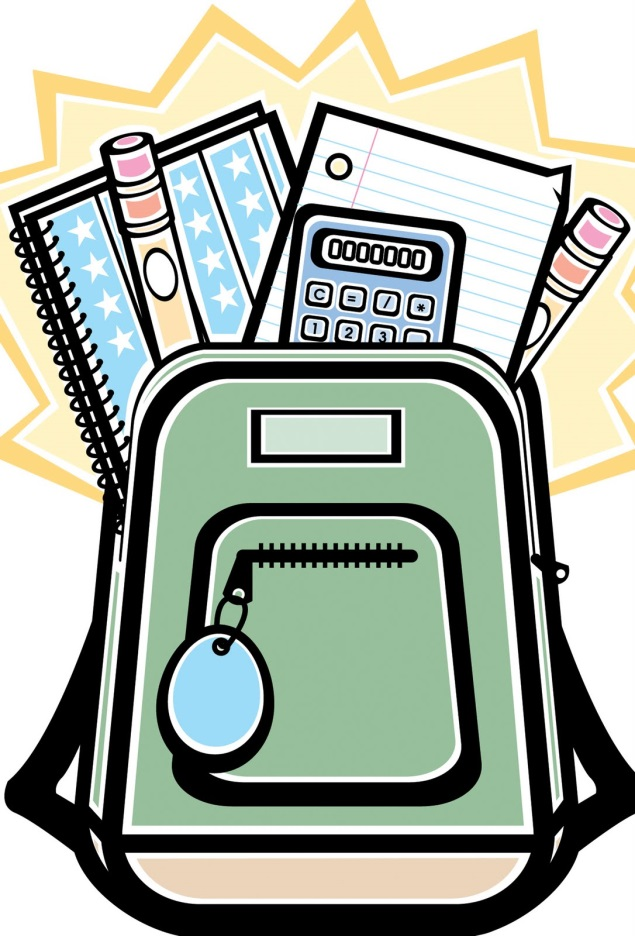 0000000
C = / *
1 2 3